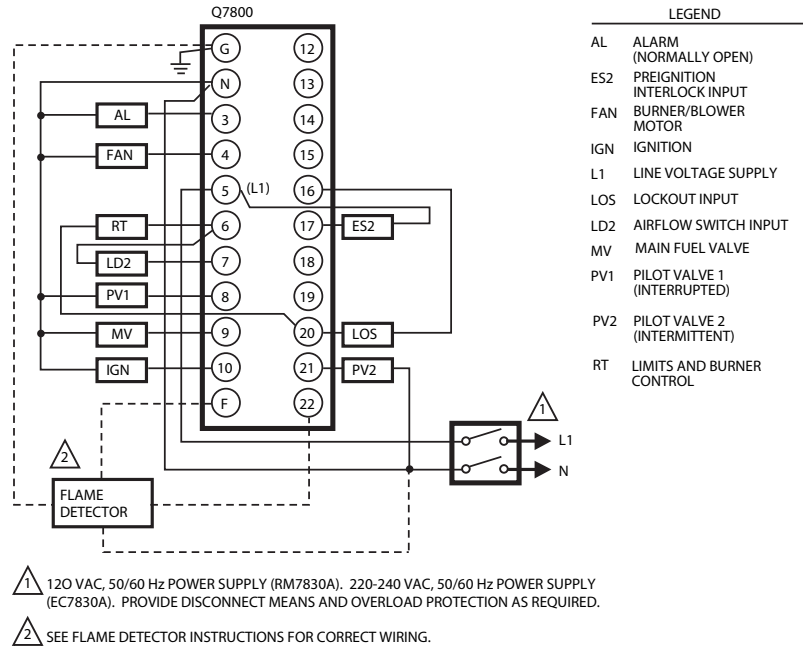 Q7800
G
N
3
4
5
(L1)
6
7
8
9
10
F
12
13
14
15
16
17
18
19
20
21
22
AL
FAN
RT
LD2
PV1
MV
IGN
ES2
LOS
PV2
1
L1
N
2
FLAME
DETECTOR
LEGEND
AL ALARM
(NORMALLY OPEN)
ES2 PREIGNITION
INTERLOCK INPUT
FAN BURNER/BLOWER
MOTOR
IGN IGNITION
L1 LINE VOLTAGE SUPPLY
LOS LOCKOUT INPUT
LD2 AIRFLOW SWITCH INPUT
MV MAIN FUEL VALVE
PV1 PILOT VALVE 1
(INTERRUPTED)
PV2 PILOT VALVE 2
(INTERMITTENT)
RT LIMITS AND BURNER
CONTROL
1 12O VAC, 50/60 Hz POWER SUPPLY (RM7830A). 220-240 VAC, 50/60 Hz POWER SUPPLY
(EC7830A). PROVIDE DISCONNECT MEANS AND OVERLOAD PROTECTION AS REQUIRED.
2 SEE FLAME DETECTOR INSTRUCTIONS FOR CORRECT WIRING.